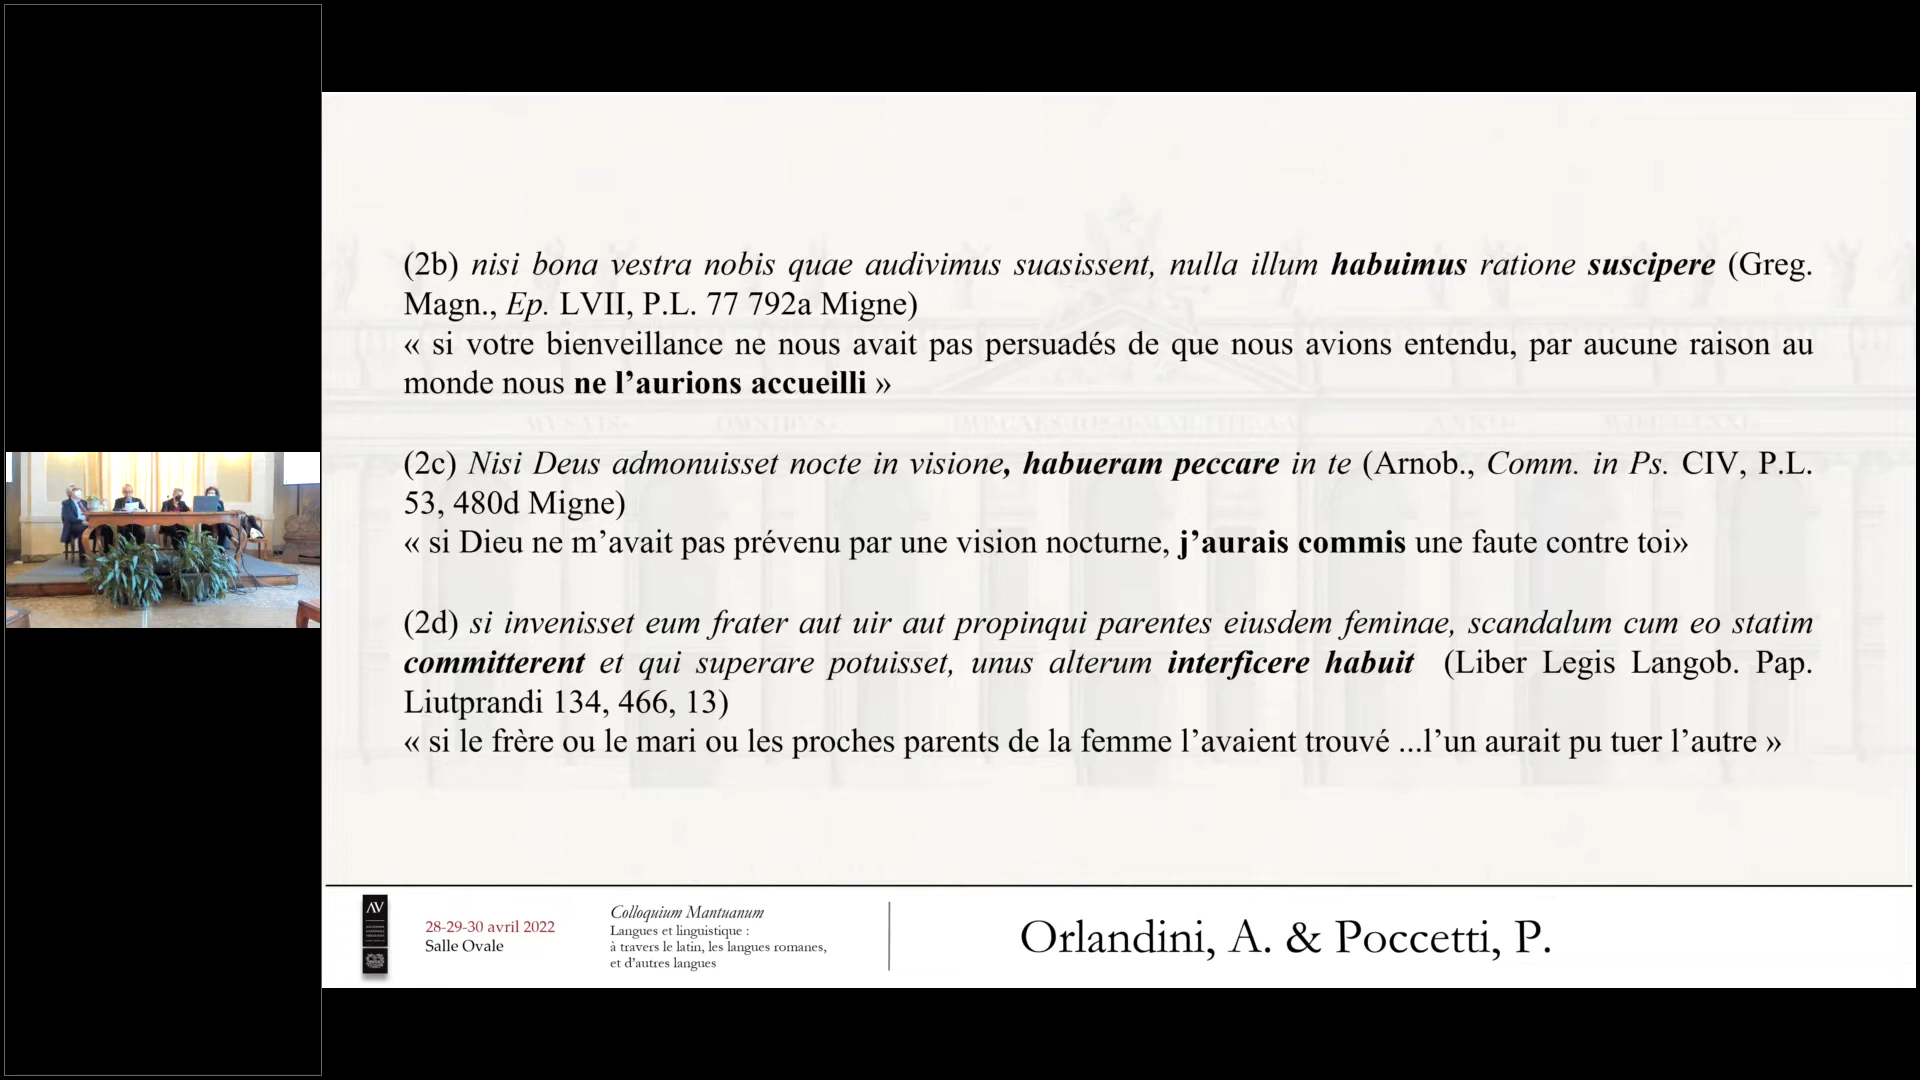 (2b) nisi bona vestra nobis quae audivimus suasissent, nulla illum habuimus ratione suscipere (Greg.
Magn., Ep. LVII, P.L. 77 792a Migne)
« si votre bienveillance ne nous avait pas persuadés de que nous avions entendu, par aucune raison au
monde nous ne l’aurions accueilli »
(2c) Nisi Deus admonuisset nocte in visione, habueram peccare in te (Arnob., Comm. in Ps. CIV, P.L.
53, 480d Migne)
« si Dieu ne m’avait pas prévenu par une vision nocturne, j’aurais commis une faute contre toi»
(2d) si invenisset eum frater aut uir aut propinqui parentes eiusdem feminae, scandalum cum eo statim
committerent et qui superare potuisset, unus alterum interficere habuit (Liber Legis Langob. Pap.
Liutprandi 134, 466, 13)
« si le frère ou le mari ou les proches parents de la femme l’avaient trouvé ...l’un aurait pu tuer l’autre »
AV
28-29-30 avril 2022
Salle Ovale
Colloquium Mantuanum
Langues et linguistique :
à travers le latin, les langues romanes,
et d’autres langues
Orlandini, A. & Poccetti, P.